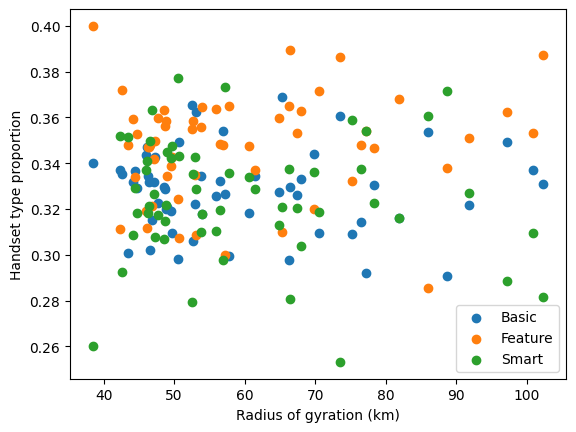 0.40
0.38
0.36
0.34
0.32
0.30
0.28
0.26
Handset type proportion
Basic
Feature
Smart
40 50 60 70 80 90 100
Radius of gyration (km)